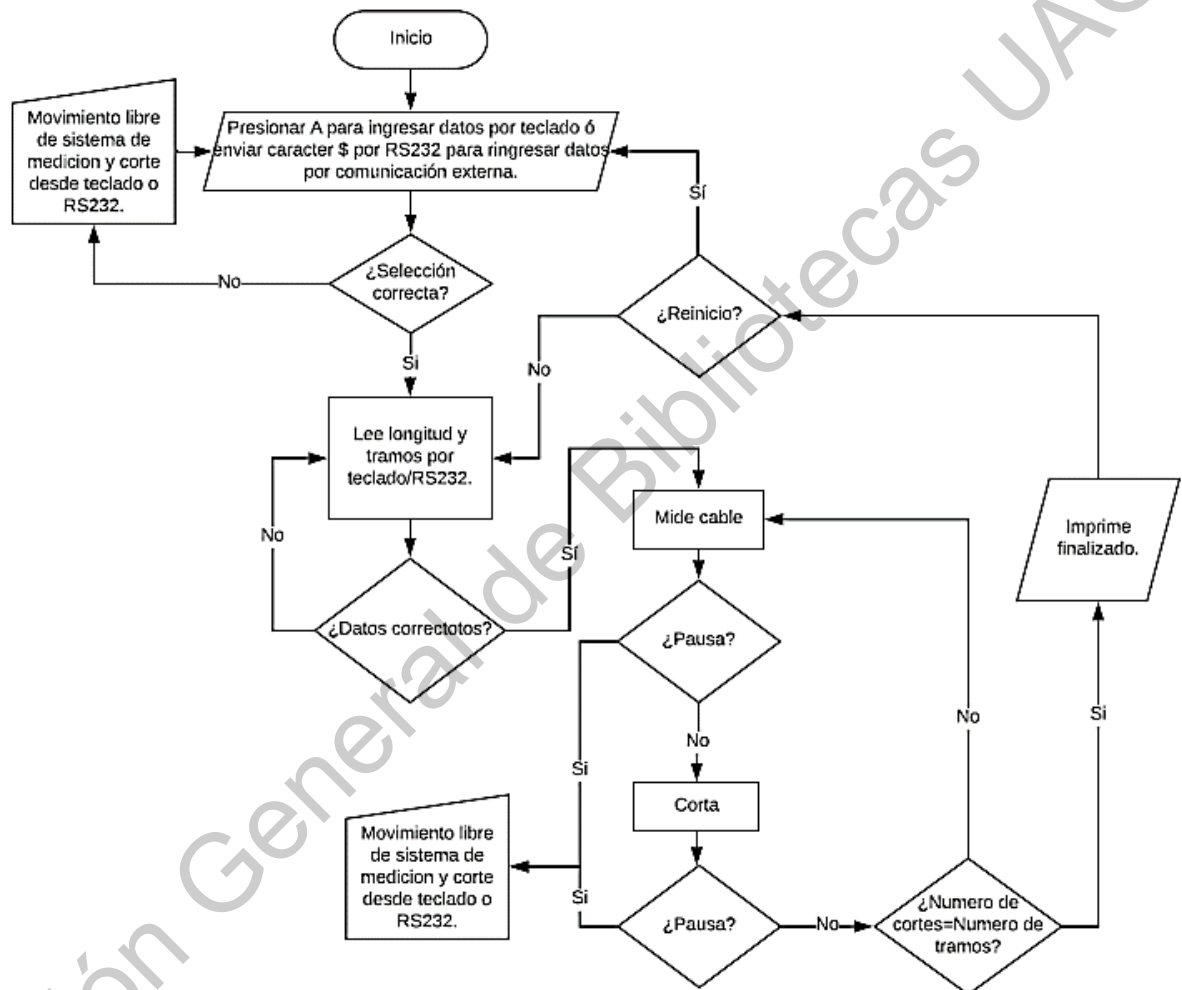 Inicio
Movimiento libre
de sistema de
medicion y corte
desde teclado o
RS232.
Presionar A para ingresar datos por teclado ó
enviar caracter $ por RS232 para ringresar datos
por comunicación externa.
Sí
¿Selección
correcta?
No
¿Reinicio?
Si
No
Lee longitud y
tramos por
teclado/RS232.
Mide cable
Imprime
finalizado.
No
Sí
¿Datos correctotos?
¿Pausa?
No
Si
No
Si
Corta
Movimiento libre
de sistema de
medicion y corte
desde teclado o
RS232.
Si
¿Pausa?
No
¿Numero de
cortes=Numero de
tramos?
General de Bibliotecas UA